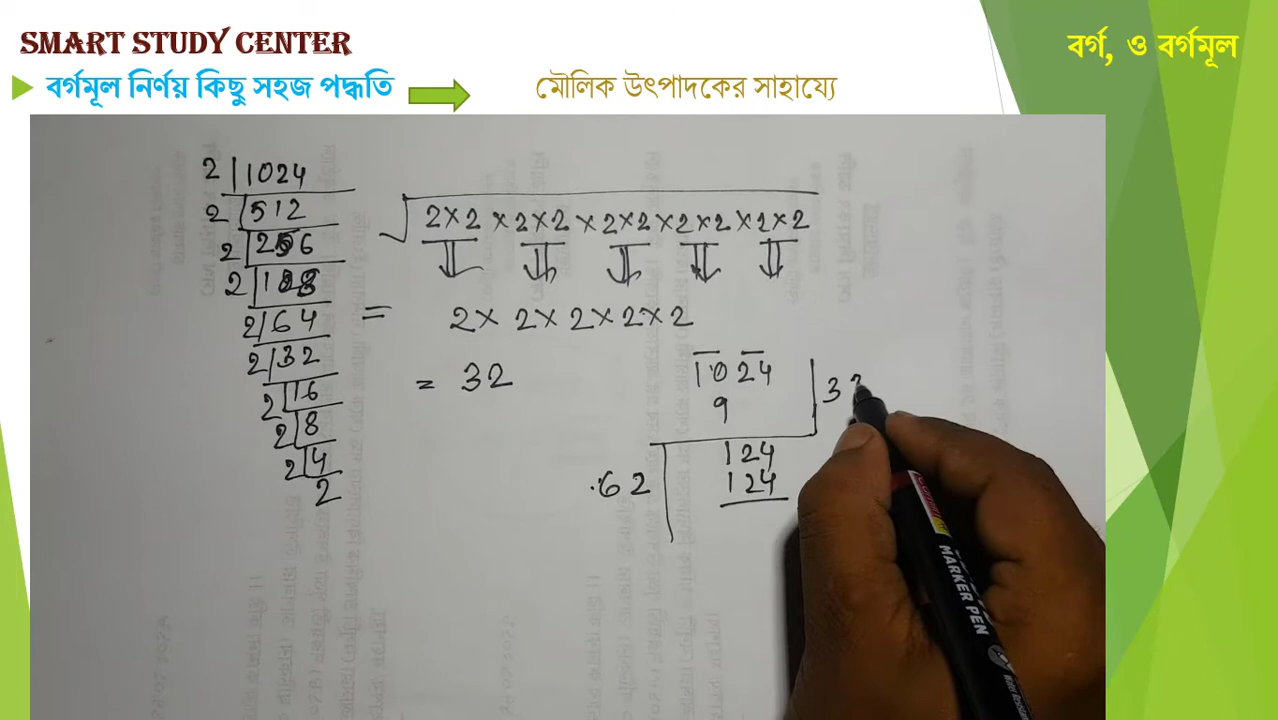 SMART STUDY CENTER
বর্গ, ও বর্গমূল
বর্গমূল নির্ণয় কিছু সহজ পদ্ধতি
মৌলিক উৎপাদকের সাহায্যে
2 | 1024
2 | 512
2 | 256
2 | 128
2 | 64
2 | 32
2 | 16
2 | 8
2 | 4
2
√2×2 × 2×2 × 2×2 × 2×2 × 2×2
= 2× 2× 2×2×2
= 32
1024 | 32
9
124
62 | 124
MARKER PEN